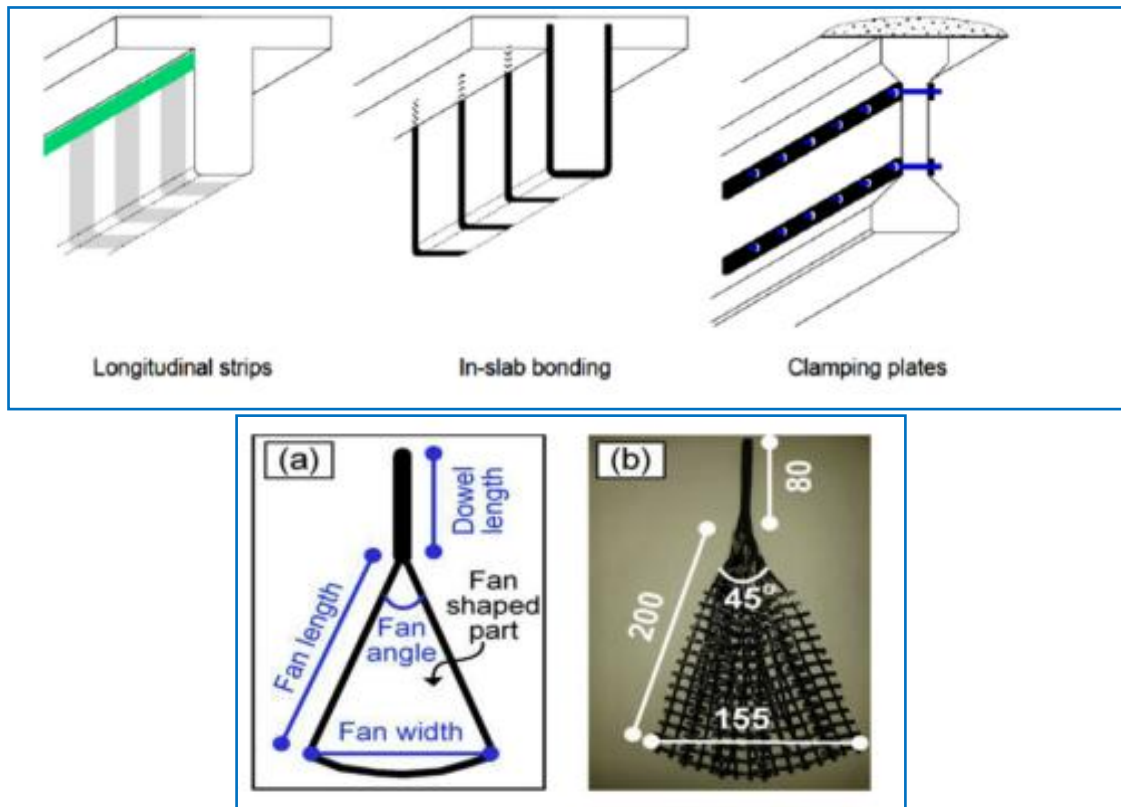 Longitudinal strips
In-slab bonding
Clamping plates
(a)
Dowel
length
Fan length
Fan
angle
Fan
shaped
part
Fan width
(b)
80
200
45°
155